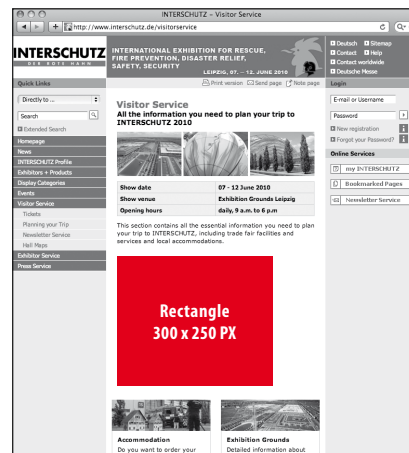 INTERSCHUTZ – Visitor Service
http://www.interschutz.de/visitorservice
INTERSCHUTZ
DER ROTE HAHN
INTERNATIONAL EXHIBITION FOR RESCUE,
FIRE PREVENTION, DISASTER RELIEF,
SAFETY, SECURITY
LEIPZIG, 07. – 12. JUNE 2010
Deutsch Sitemap
Contact Help
Contact worldwide
Deutsche Messe
Quick Links
Print version Send page Note page
Login
Directly to ...
Search
Extended Search
Homepage
News
INTERSCHUTZ Profile
Exhibitors + Products
Display Categories
Events
Visitor Service
Tickets
Planning your Trip
Newsletter Service
Hall Maps
Exhibitor Service
Press Service
Visitor Service
All the information you need to plan your trip to
INTERSCHUTZ 2010
Show date 07 - 12 June 2010
Show venue Exhibition Grounds Leipzig
Opening hours daily, 9 a.m. to 6 p.m
This section contains all the essential information you need to plan
your trip to INTERSCHUTZ, including trade fair facilities and
services and local accommodations.
Rectangle
300 x 250 PX
Accommodation
Do you want to order your
Exhibition Grounds
Detailed information about
E-mail or Username
Password
New registration
Forgot your Password?
Online Services
my INTERSCHUTZ
Bookmarked Pages
Newsletter Service